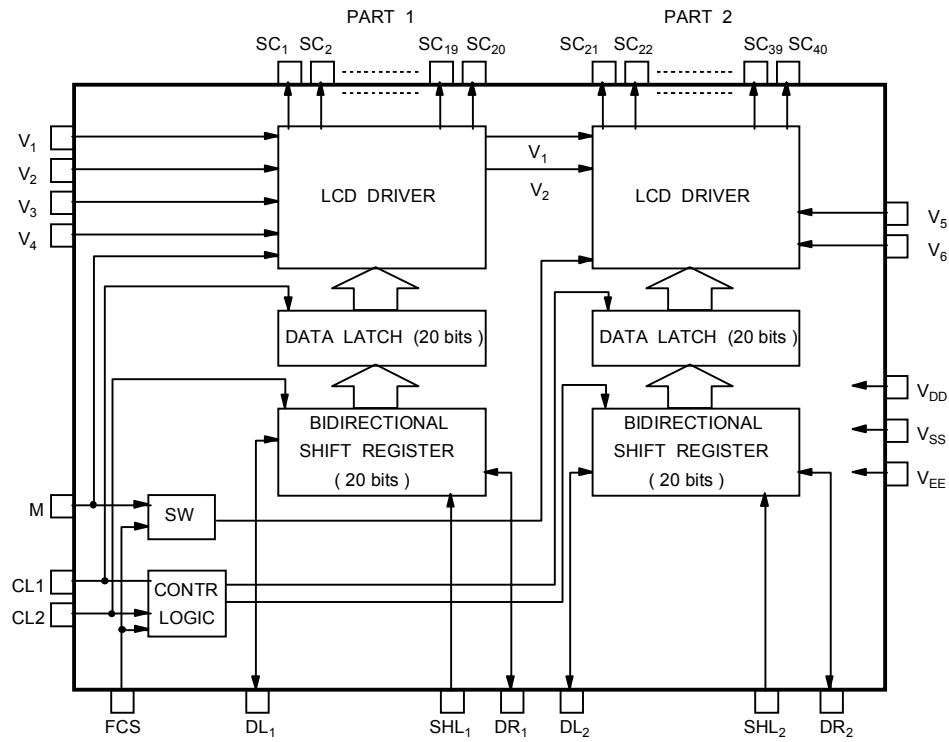 PART 1 PART 2
SC1 SC2 SC19 SC20 SC21 SC22 SC39 SC40
V1
V2
V3
V4
LCD DRIVER
V1
V2
LCD DRIVER
V5
V6
DATA LATCH (20 bits )
DATA LATCH (20 bits )
BIDIRECTIONAL
SHIFT REGISTER
( 20 bits )
BIDIRECTIONAL
SHIFT REGISTER
( 20 bits )
VDD
VSS
VEE
M
SW
CL1
CL2
CONTR
LOGIC
FCS DL1 SHL1 DR1 DL2 SHL2 DR2